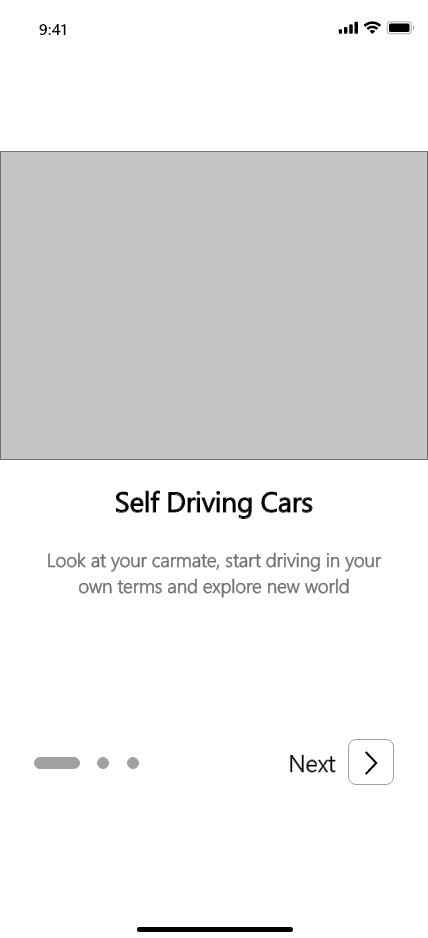 9:41
Self Driving Cars
Look at your carmate, start driving in your
own terms and explore new world
Next